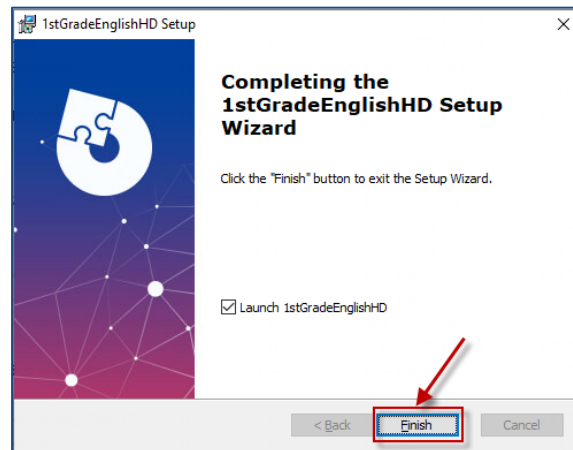 1stGradeEnglishHD Setup
Completing the
1stGradeEnglishHD Setup
Wizard
Click the "Finish" button to exit the Setup Wizard.
Launch 1stGradeEnglishHD
< Back Finish Cancel